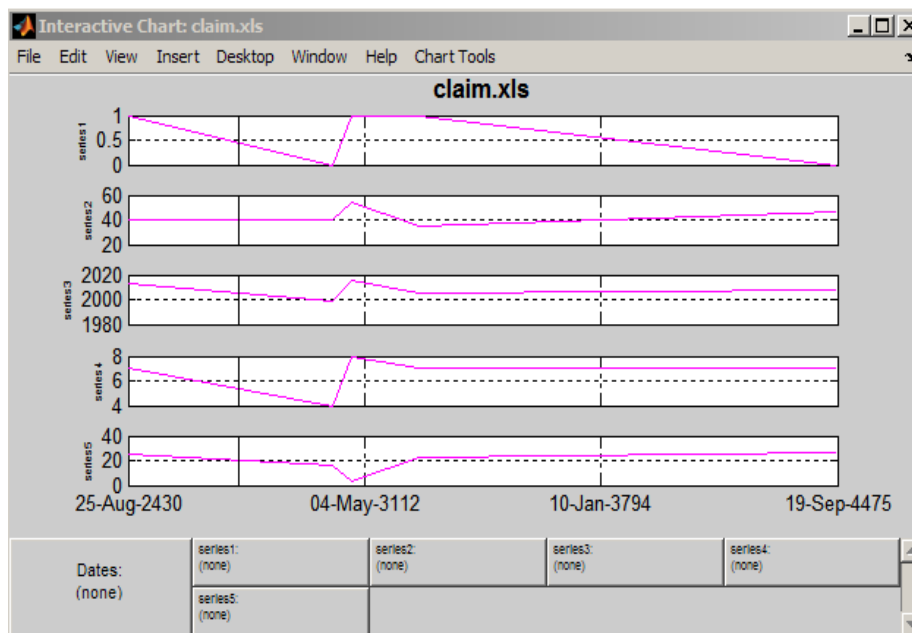 Interactive Chart: claim.xls
File Edit View Insert Desktop Window Help Chart Tools
claim.xls
series1
1
0.5
0
series2
60
40
20
series3
2020
2000
1980
series4
8
6
4
series5
40
20
0
25-Aug-2430 04-May-3112 10-Jan-3794 19-Sep-4475
Dates:
(none)
series1:
(none)
series2:
(none)
series3:
(none)
series4:
(none)
series5:
(none)